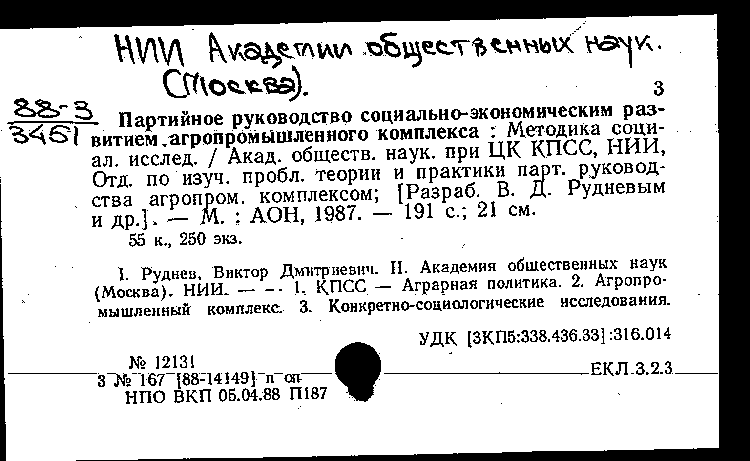 НИИ Академии общественных наук.
(Москва).
3
88-3
3451
Партийное руководство социально-экономическим раз-
витием агропромышленного комплекса : Методика соци-
ал. исслед. / Акад. обществ. наук. при ЦК КПСС, НИИ,
Отд. по изуч. пробл. теории и практики парт. руковод-
ства агропром. комплексом; [Разраб. В. Д. Рудневым
и др.]. — М. : АОН, 1987. — 191 с.; 21 см.
55 к., 250 экз.
I. Руднев, Виктор Дмитриевич. II. Академия общественных наук
(Москва). НИИ. — —. 1. КПСС — Аграрная политика. 2. Агропро-
мышленный комплекс. 3. Конкретно-социологические исследования.
УДК [3КП5:338.436.33]:316.014
№ 12131
3 № 167 [88-14149] п оп
ЕКЛ 3.2.3
НПО ВКП 05.04.88 П187